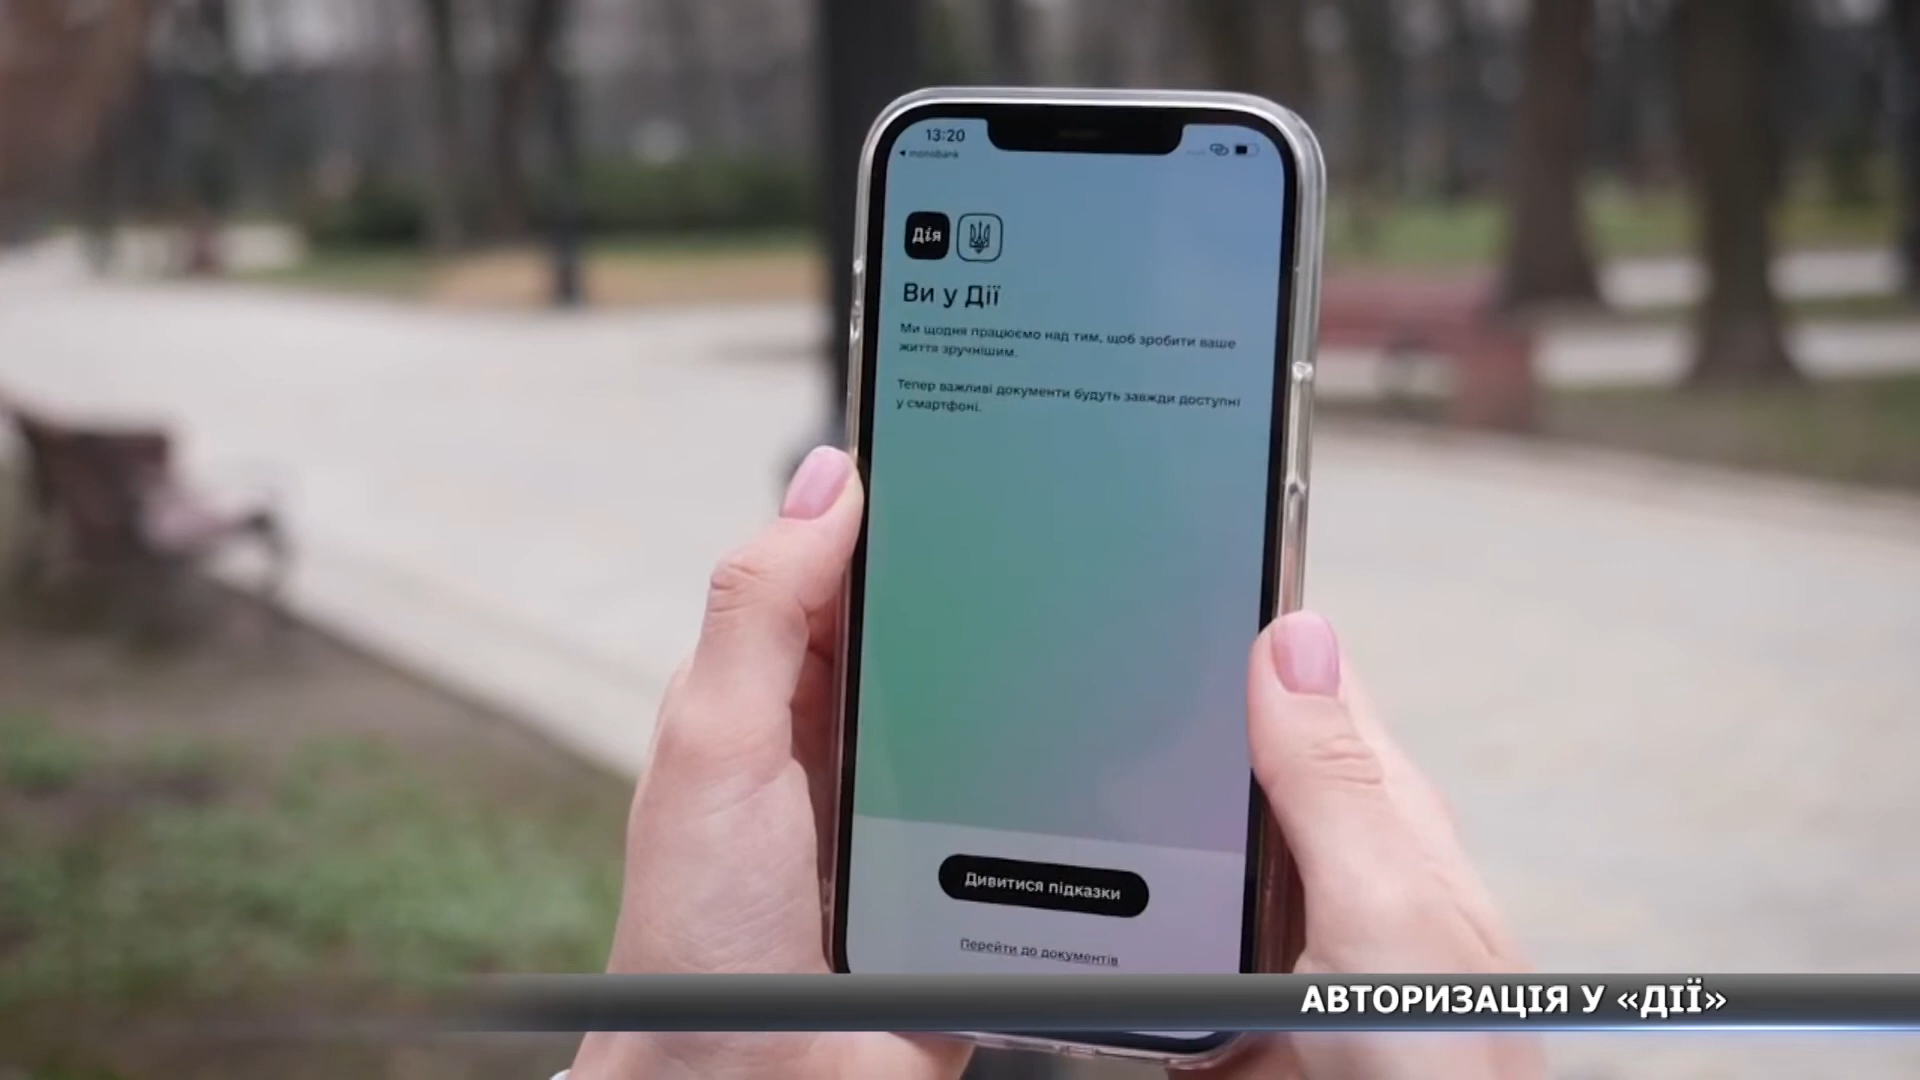 13:20
monobank
Дія
Ви у Дії
Ми щодня працюємо над тим, щоб зробити ваше
життя зручнішим.
Тепер важливі документи будуть завжди доступні
у смартфоні.
Дивитися підказки
Перейти до документів
АВТОРИЗАЦІЯ У «ДІЇ»